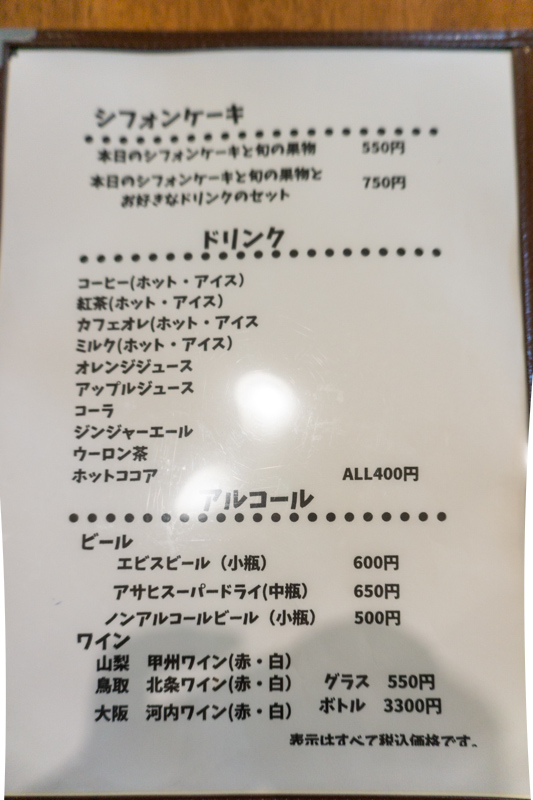 シフォンケーキ
本日のシフォンケーキと旬の果物 550円
本日のシフォンケーキと旬の果物と
お好きなドリンクのセット 750円
ドリンク
コーヒー(ホット・アイス)
紅茶(ホット・アイス)
カフェオレ(ホット・アイス
ミルク(ホット・アイス)
オレンジジュース
アップルジュース
コーラ
ジンジャーエール
ウーロン茶
ホットココア ALL400円
アルコール
ビール
エビスビール（小瓶） 600円
アサヒスーパードライ(中瓶) 650円
ノンアルコールビール（小瓶） 500円
ワイン
山梨 甲州ワイン(赤・白)
鳥取 北条ワイン(赤・白) グラス 550円
大阪 河内ワイン(赤・白) ボトル 3300円
表示はすべて税込価格です。